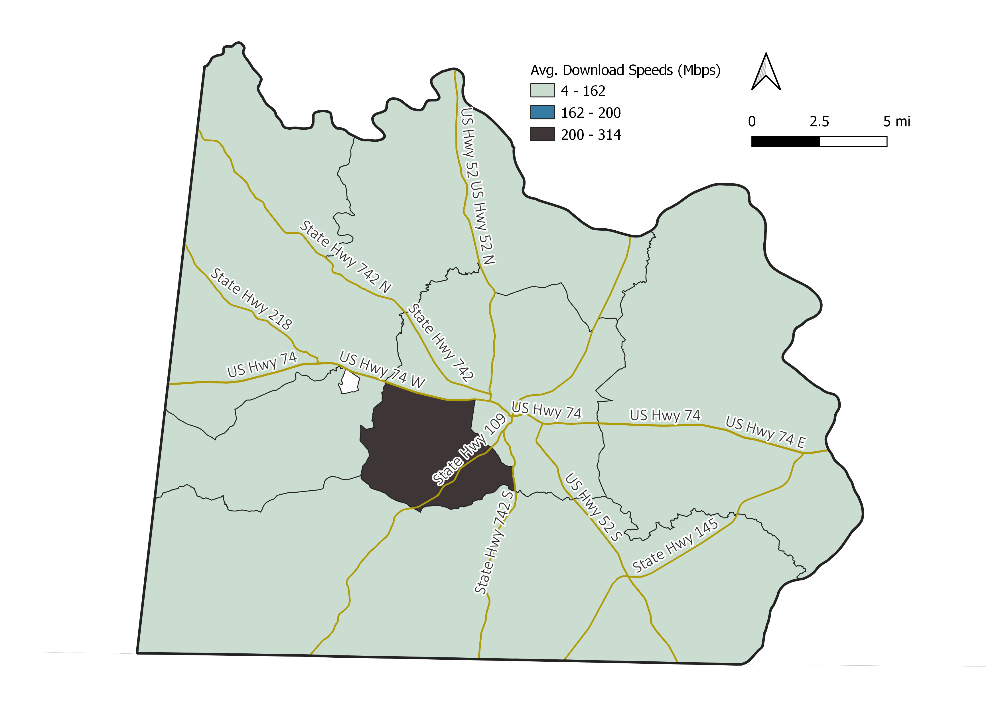 Avg. Download Speeds (Mbps)
4 - 162
162 - 200
200 - 314
0 2.5 5 mi
US Hwy 52
US Hwy 52 N
State Hwy 742 N
State Hwy 218
State Hwy 742
US Hwy 74
US Hwy 74 W
State Hwy 109
US Hwy 74
US Hwy 74
US Hwy 74 E
US Hwy 52 S
State Hwy 742 S
State Hwy 145